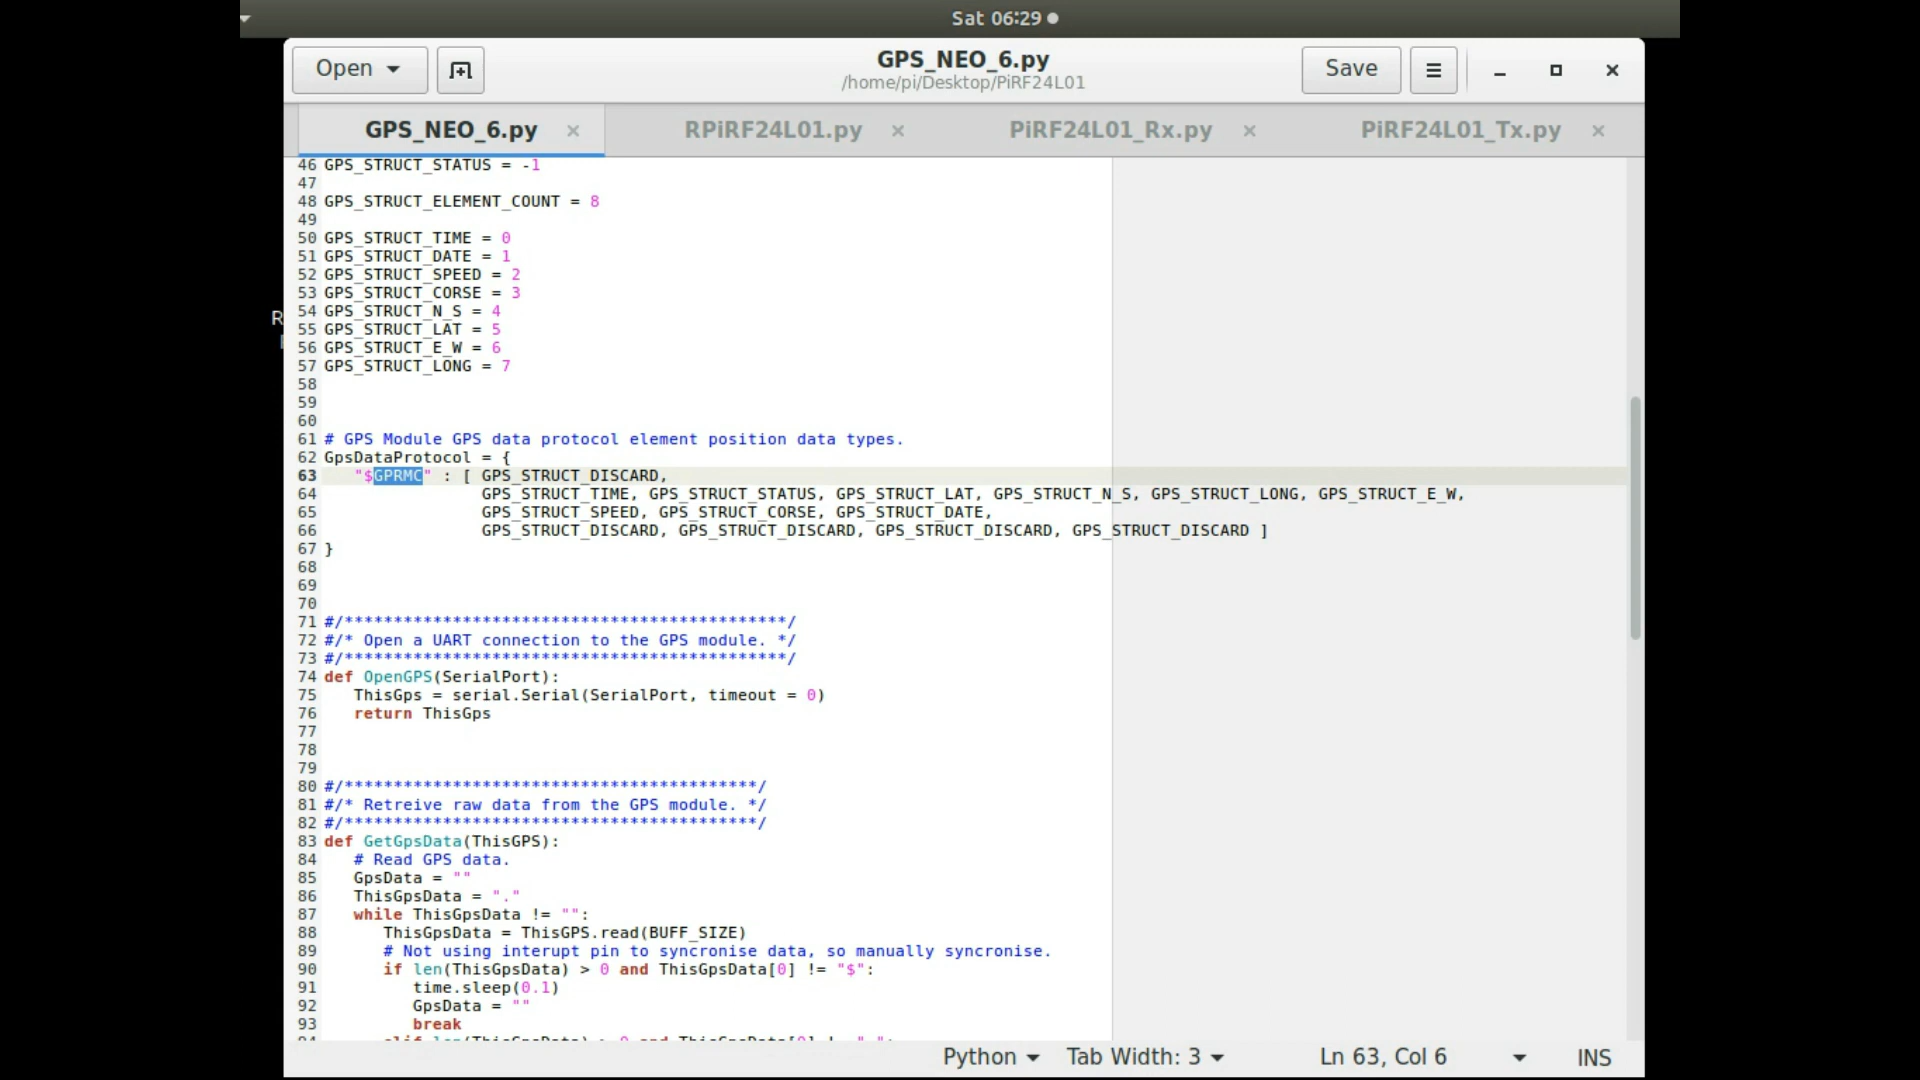 Sat 06:29
Open
GPS_NEO_6.py
/home/pi/Desktop/PiRF24L01
Save
GPS_NEO_6.py
RPiRF24L01.py
PiRF24L01_Rx.py
PiRF24L01_Tx.py
R
46 GPS_STRUCT_STATUS = -1
47
48 GPS_STRUCT_ELEMENT_COUNT = 8
49
50 GPS_STRUCT_TIME = 0
51 GPS_STRUCT_DATE = 1
52 GPS_STRUCT_SPEED = 2
53 GPS_STRUCT_CORSE = 3
54 GPS_STRUCT_N_S = 4
55 GPS_STRUCT_LAT = 5
56 GPS_STRUCT_E_W = 6
57 GPS_STRUCT_LONG = 7
58
59
60
61 # GPS Module GPS data protocol element position data types.
62 GpsDataProtocol = {
63 "$GPRMC" : [ GPS_STRUCT_DISCARD,
64 GPS_STRUCT_TIME, GPS_STRUCT_STATUS, GPS_STRUCT_LAT, GPS_STRUCT_N_S, GPS_STRUCT_LONG, GPS_STRUCT_E_W,
65 GPS_STRUCT_SPEED, GPS_STRUCT_CORSE, GPS_STRUCT_DATE,
66 GPS_STRUCT_DISCARD, GPS_STRUCT_DISCARD, GPS_STRUCT_DISCARD, GPS_STRUCT_DISCARD ]
67 }
68
69
70
71 #/*********************************************/
72 #/* Open a UART connection to the GPS module. */
73 #/*********************************************/
74 def OpenGPS(SerialPort):
75 ThisGps = serial.Serial(SerialPort, timeout = 0)
76 return ThisGps
77
78
79
80 #/******************************************/
81 #/* Retreive raw data from the GPS module. */
82 #/******************************************/
83 def GetGpsData(ThisGPS):
84 # Read GPS data.
85 GpsData = ""
86 ThisGpsData = "."
87 while ThisGpsData != "":
88 ThisGpsData = ThisGPS.read(BUFF_SIZE)
89 # Not using interupt pin to syncronise data, so manually syncronise.
90 if len(ThisGpsData) > 0 and ThisGpsData[0] != "$":
91 time.sleep(0.1)
92 GpsData = ""
93 break
Python
Tab Width: 3
Ln 63, Col 6
INS